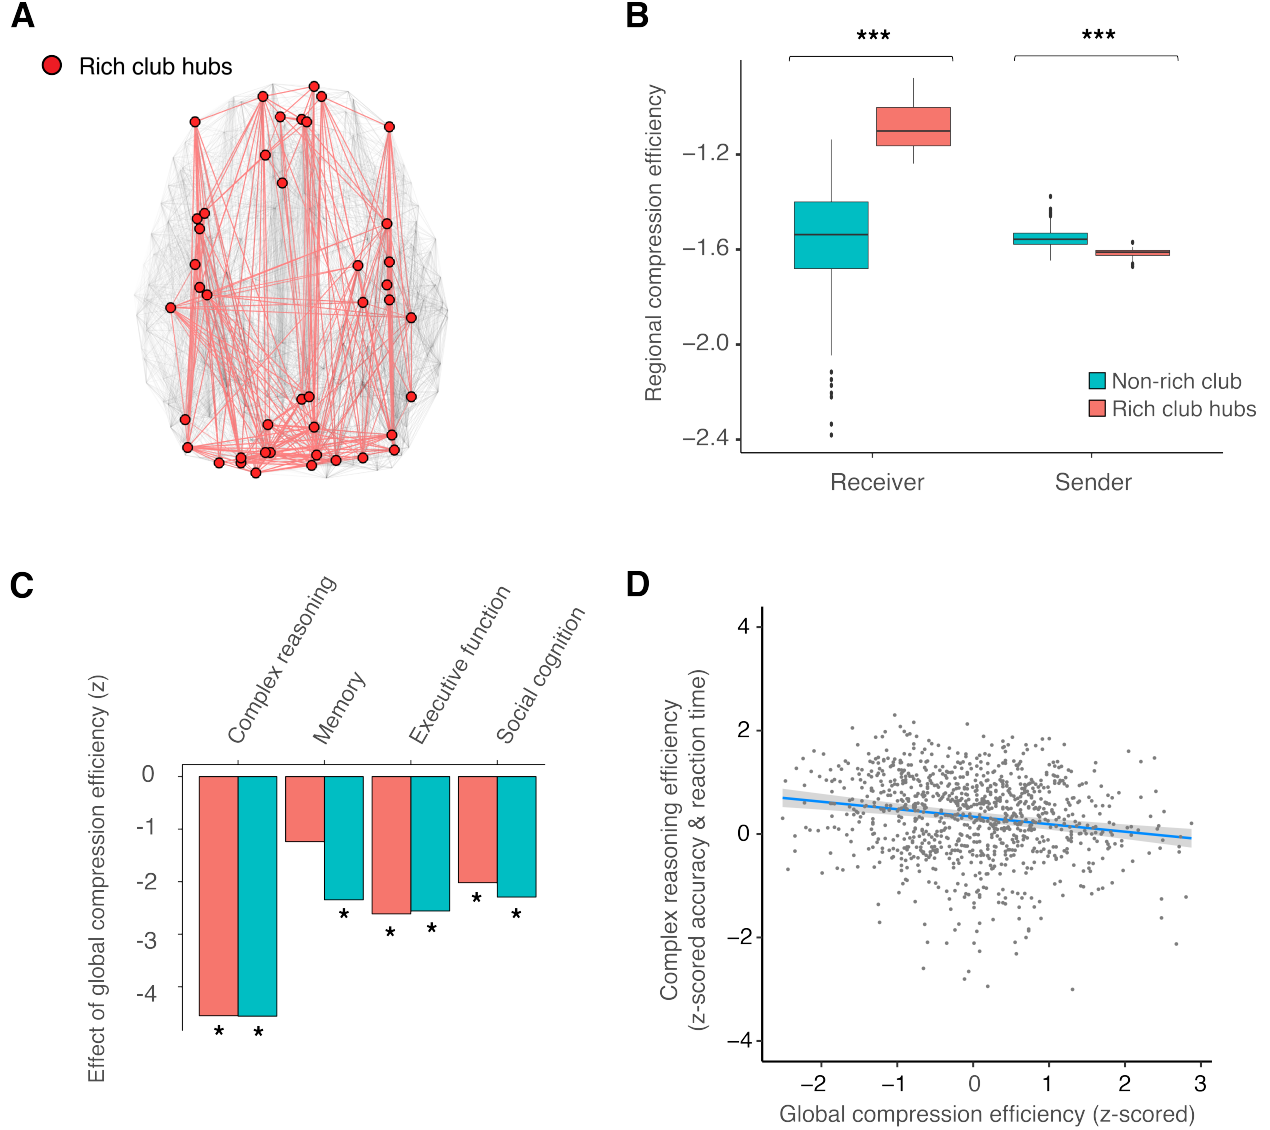 A
Rich club hubs
B
***
***
Regional compression efficiency
−1.2
−1.6
−2.0
−2.4
Non-rich club
Rich club hubs
Receiver
Sender
C
Complex reasoning
Memory
Executive function
Social cognition
Effect of global compression efficiency (z)
0
-1
-2
-3
-4
*
*
*
*
*
*
*
D
Complex reasoning efficiency
(z-scored accuracy & reaction time)
4
2
0
−2
−4
−2
−1
0
1
2
3
Global compression efficiency (z-scored)